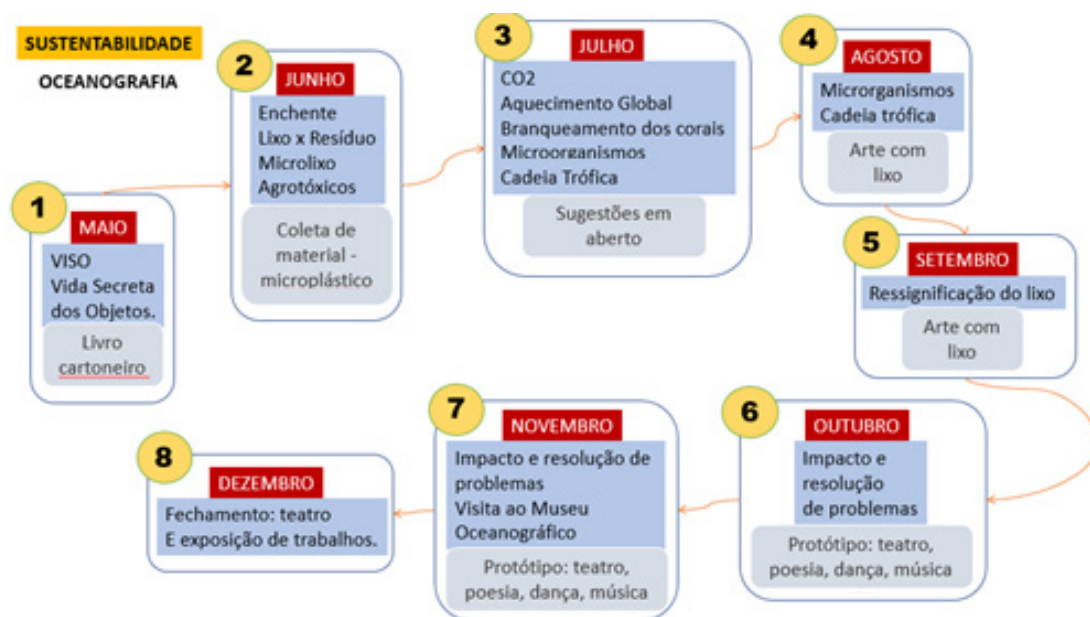 SUSTENTABILIDADE
OCEANOGRAFIA
1
MAIO
VISO
Vida Secreta
dos Objetos.
Livro
cartoneiro
2
JUNHO
Enchente
Lixo x Resíduo
Microlixo
Agrotóxicos
Coleta de
material -
microplástico
3
JULHO
CO2
Aquecimento Global
Branqueamento dos corais
Microorganismos
Cadeia Trófica
Sugestões em
aberto
4
AGOSTO
Microrganismos
Cadeia trófica
Arte com
lixo
5
SETEMBRO
Ressignificação do lixo
Arte com
lixo
6
OUTUBRO
Impacto e
resolução
de problemas
Protótipo: teatro,
poesia, dança, música
7
NOVEMBRO
Impacto e resolução de
problemas
Visita ao Museu
Oceanográfico
Protótipo: teatro,
poesia, dança, música
8
DEZEMBRO
Fechamento: teatro
E exposição de trabalhos.